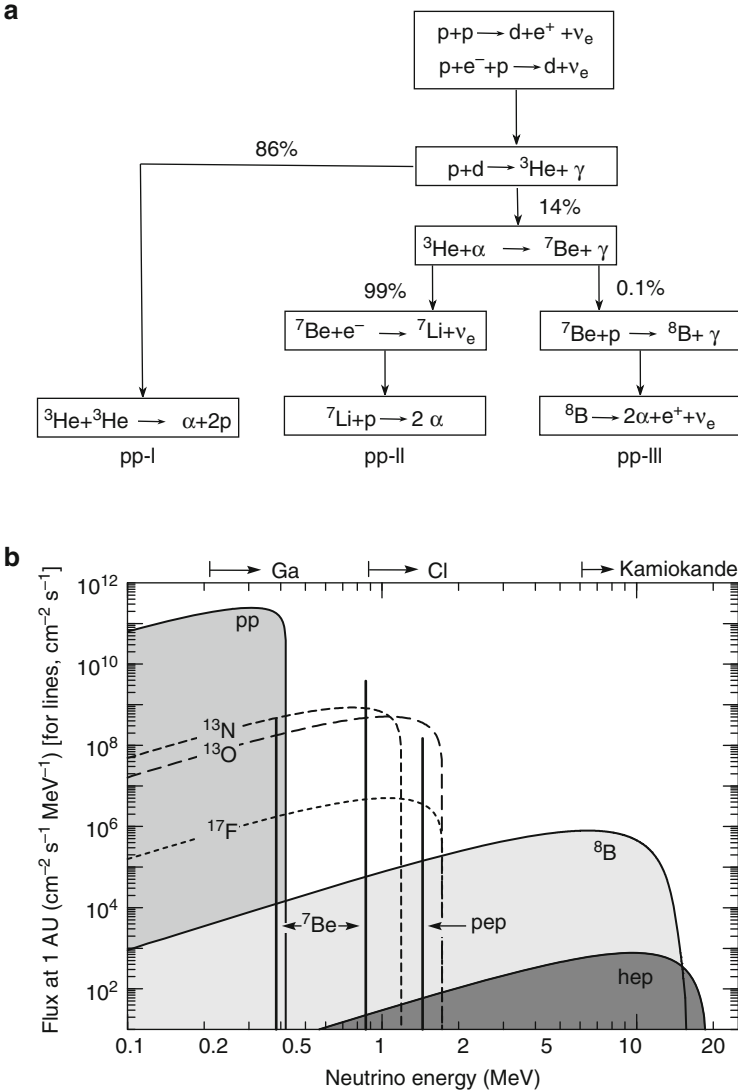 a
p+p → d+e⁺ +νₑ
p+e⁻+p → d+νₑ
86%
p+d → ³He+ γ
14%
³He+α → ⁷Be+ γ
99%
0.1%
⁷Be+e⁻ → ⁷Li+νₑ
⁷Be+p → ⁸B+ γ
³He+³He → α+2p
⁷Li+p → 2 α
⁸B → 2α+e⁺+νₑ
pp-I
pp-II
pp-III
b
Ga
Cl
Kamiokande
Flux at 1 AU (cm⁻² s⁻¹ MeV⁻¹) [for lines, cm⁻² s⁻¹)
10¹²
10¹⁰
10⁸
10⁶
10⁴
10²
pp
¹³N
¹³O
¹⁷F
⁸B
⁷Be
pep
hep
0.1
0.2
0.5
1
2
5
10
20
Neutrino energy (MeV)